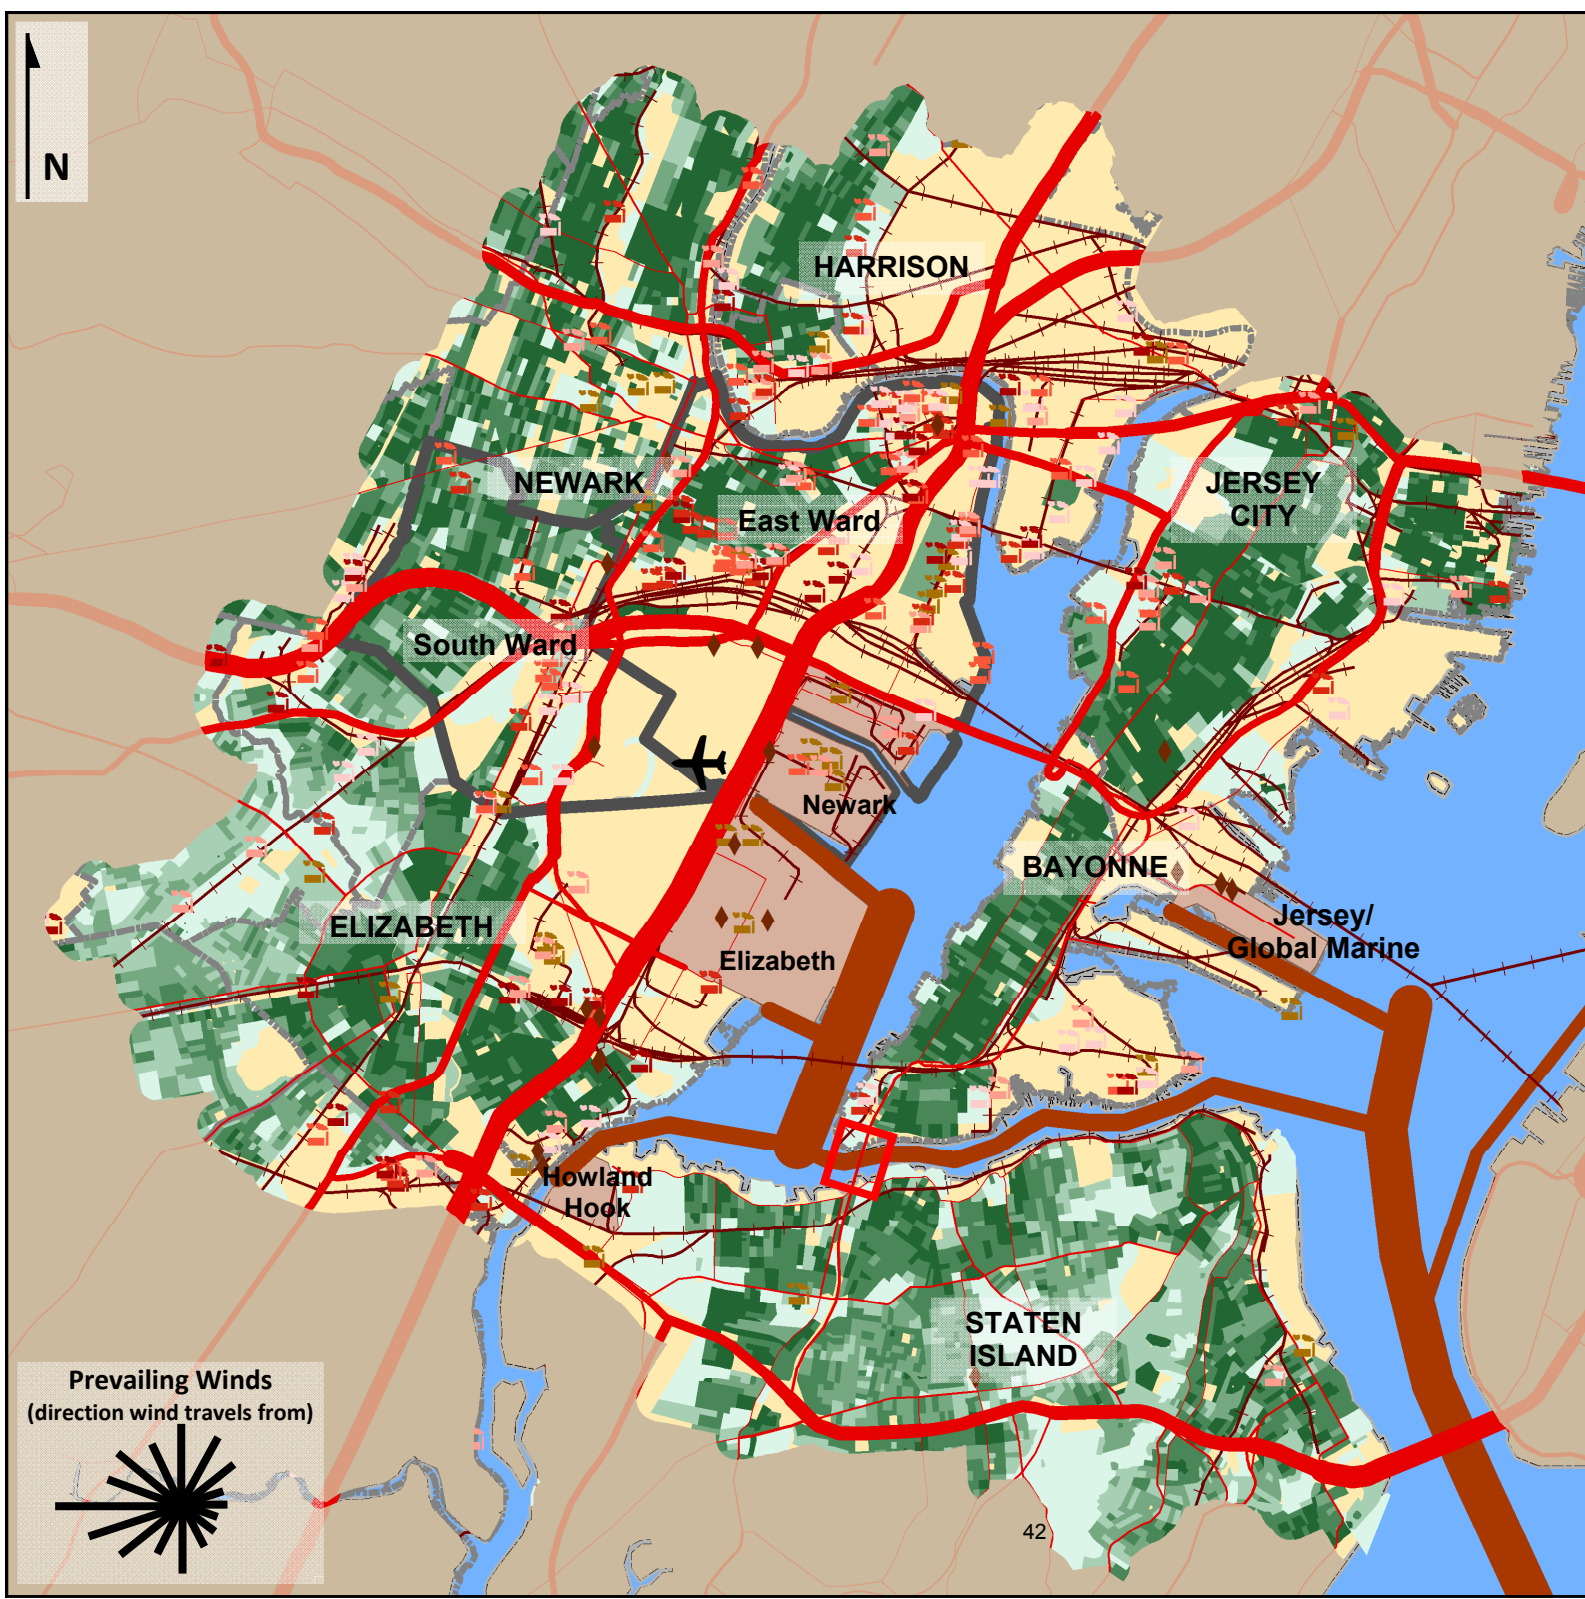 N
HARRISON
NEWARK
East Ward
JERSEY
CITY
South Ward
Newark
BAYONNE
ELIZABETH
Jersey/
Global Marine
Elizabeth
Howland
Hook
STATEN
ISLAND
Prevailing Winds
(direction wind travels from)
42